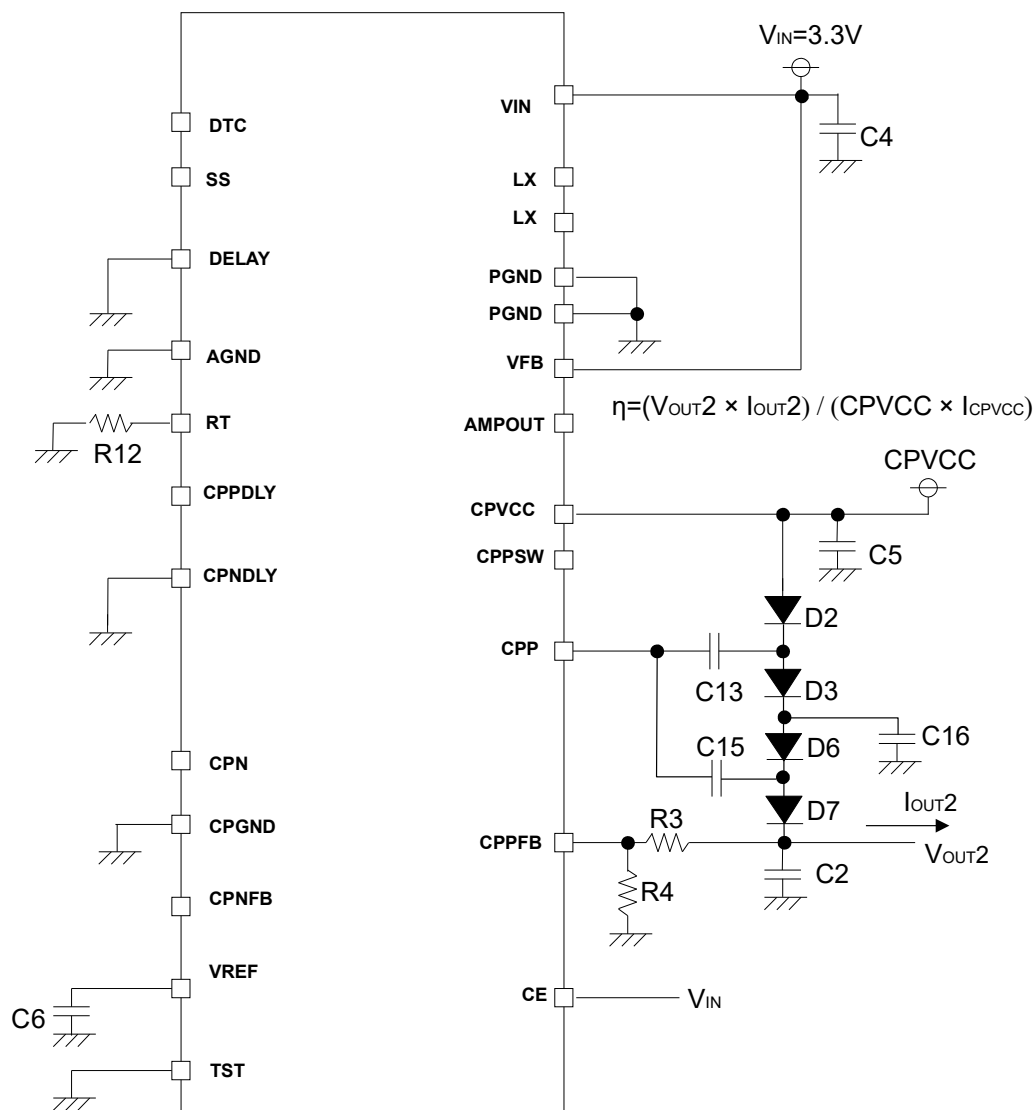 VIN=3.3V
VIN
DTC
C4
SS
LX
LX
DELAY
PGND
PGND
AGND
VFB
η=(VOUT2 × IOUT2) / (CPVCC × ICPVCC)
RT
AMPOUT
R12
CPVCC
CPPDLY
CPVCC
C5
CPPSW
CPNDLY
D2
CPP
C13
D3
C16
C15
D6
CPN
IOUT2
D7
R3
CPGND
CPPFB
VOUT2
C2
R4
CPNFB
VREF
CE
VIN
C6
TST